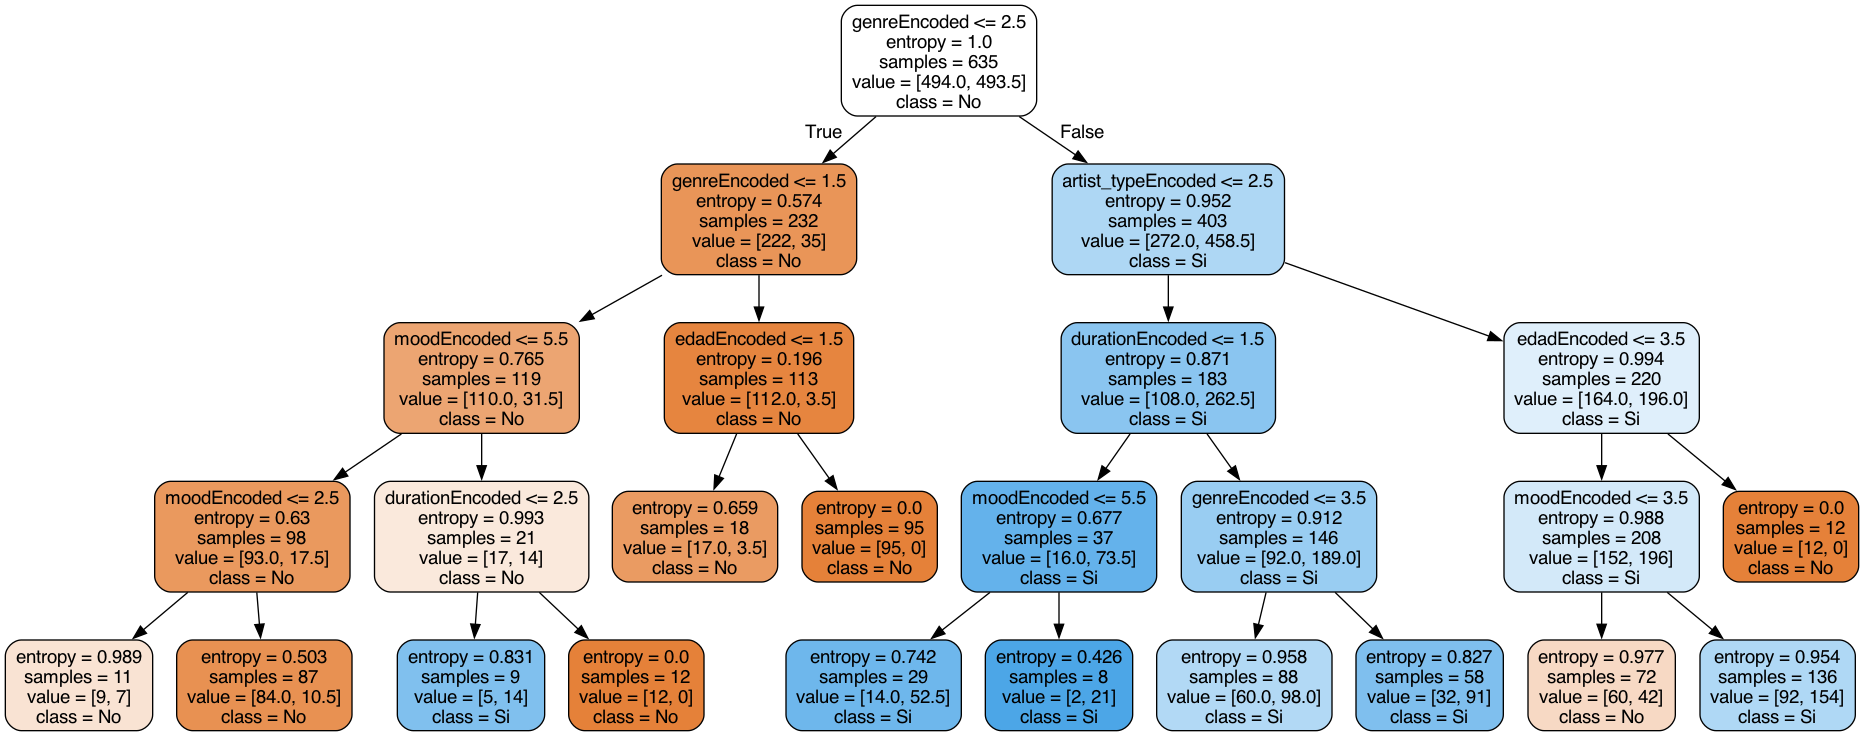 genreEncoded <= 2.5
entropy = 1.0
samples = 635
value = [494.0, 493.5]
class = No
True
False
genreEncoded <= 1.5
entropy = 0.574
samples = 232
value = [222, 35]
class = No
artist_typeEncoded <= 2.5
entropy = 0.952
samples = 403
value = [272.0, 458.5]
class = Si
moodEncoded <= 5.5
entropy = 0.765
samples = 119
value = [110.0, 31.5]
class = No
edadEncoded <= 1.5
entropy = 0.196
samples = 113
value = [112.0, 3.5]
class = No
durationEncoded <= 1.5
entropy = 0.871
samples = 183
value = [108.0, 262.5]
class = Si
edadEncoded <= 3.5
entropy = 0.994
samples = 220
value = [164.0, 196.0]
class = Si
moodEncoded <= 2.5
entropy = 0.63
samples = 98
value = [93.0, 17.5]
class = No
durationEncoded <= 2.5
entropy = 0.993
samples = 21
value = [17, 14]
class = No
entropy = 0.659
samples = 18
value = [17.0, 3.5]
class = No
entropy = 0.0
samples = 95
value = [95, 0]
class = No
moodEncoded <= 5.5
entropy = 0.677
samples = 37
value = [16.0, 73.5]
class = Si
genreEncoded <= 3.5
entropy = 0.912
samples = 146
value = [92.0, 189.0]
class = Si
moodEncoded <= 3.5
entropy = 0.988
samples = 208
value = [152, 196]
class = Si
entropy = 0.0
samples = 12
value = [12, 0]
class = No
entropy = 0.989
samples = 11
value = [9, 7]
class = No
entropy = 0.503
samples = 87
value = [84.0, 10.5]
class = No
entropy = 0.831
samples = 9
value = [5, 14]
class = Si
entropy = 0.0
samples = 12
value = [12, 0]
class = No
entropy = 0.742
samples = 29
value = [14.0, 52.5]
class = Si
entropy = 0.426
samples = 8
value = [2, 21]
class = Si
entropy = 0.958
samples = 88
value = [60.0, 98.0]
class = Si
entropy = 0.827
samples = 58
value = [32, 91]
class = Si
entropy = 0.977
samples = 72
value = [60, 42]
class = No
entropy = 0.954
samples = 136
value = [92, 154]
class = Si